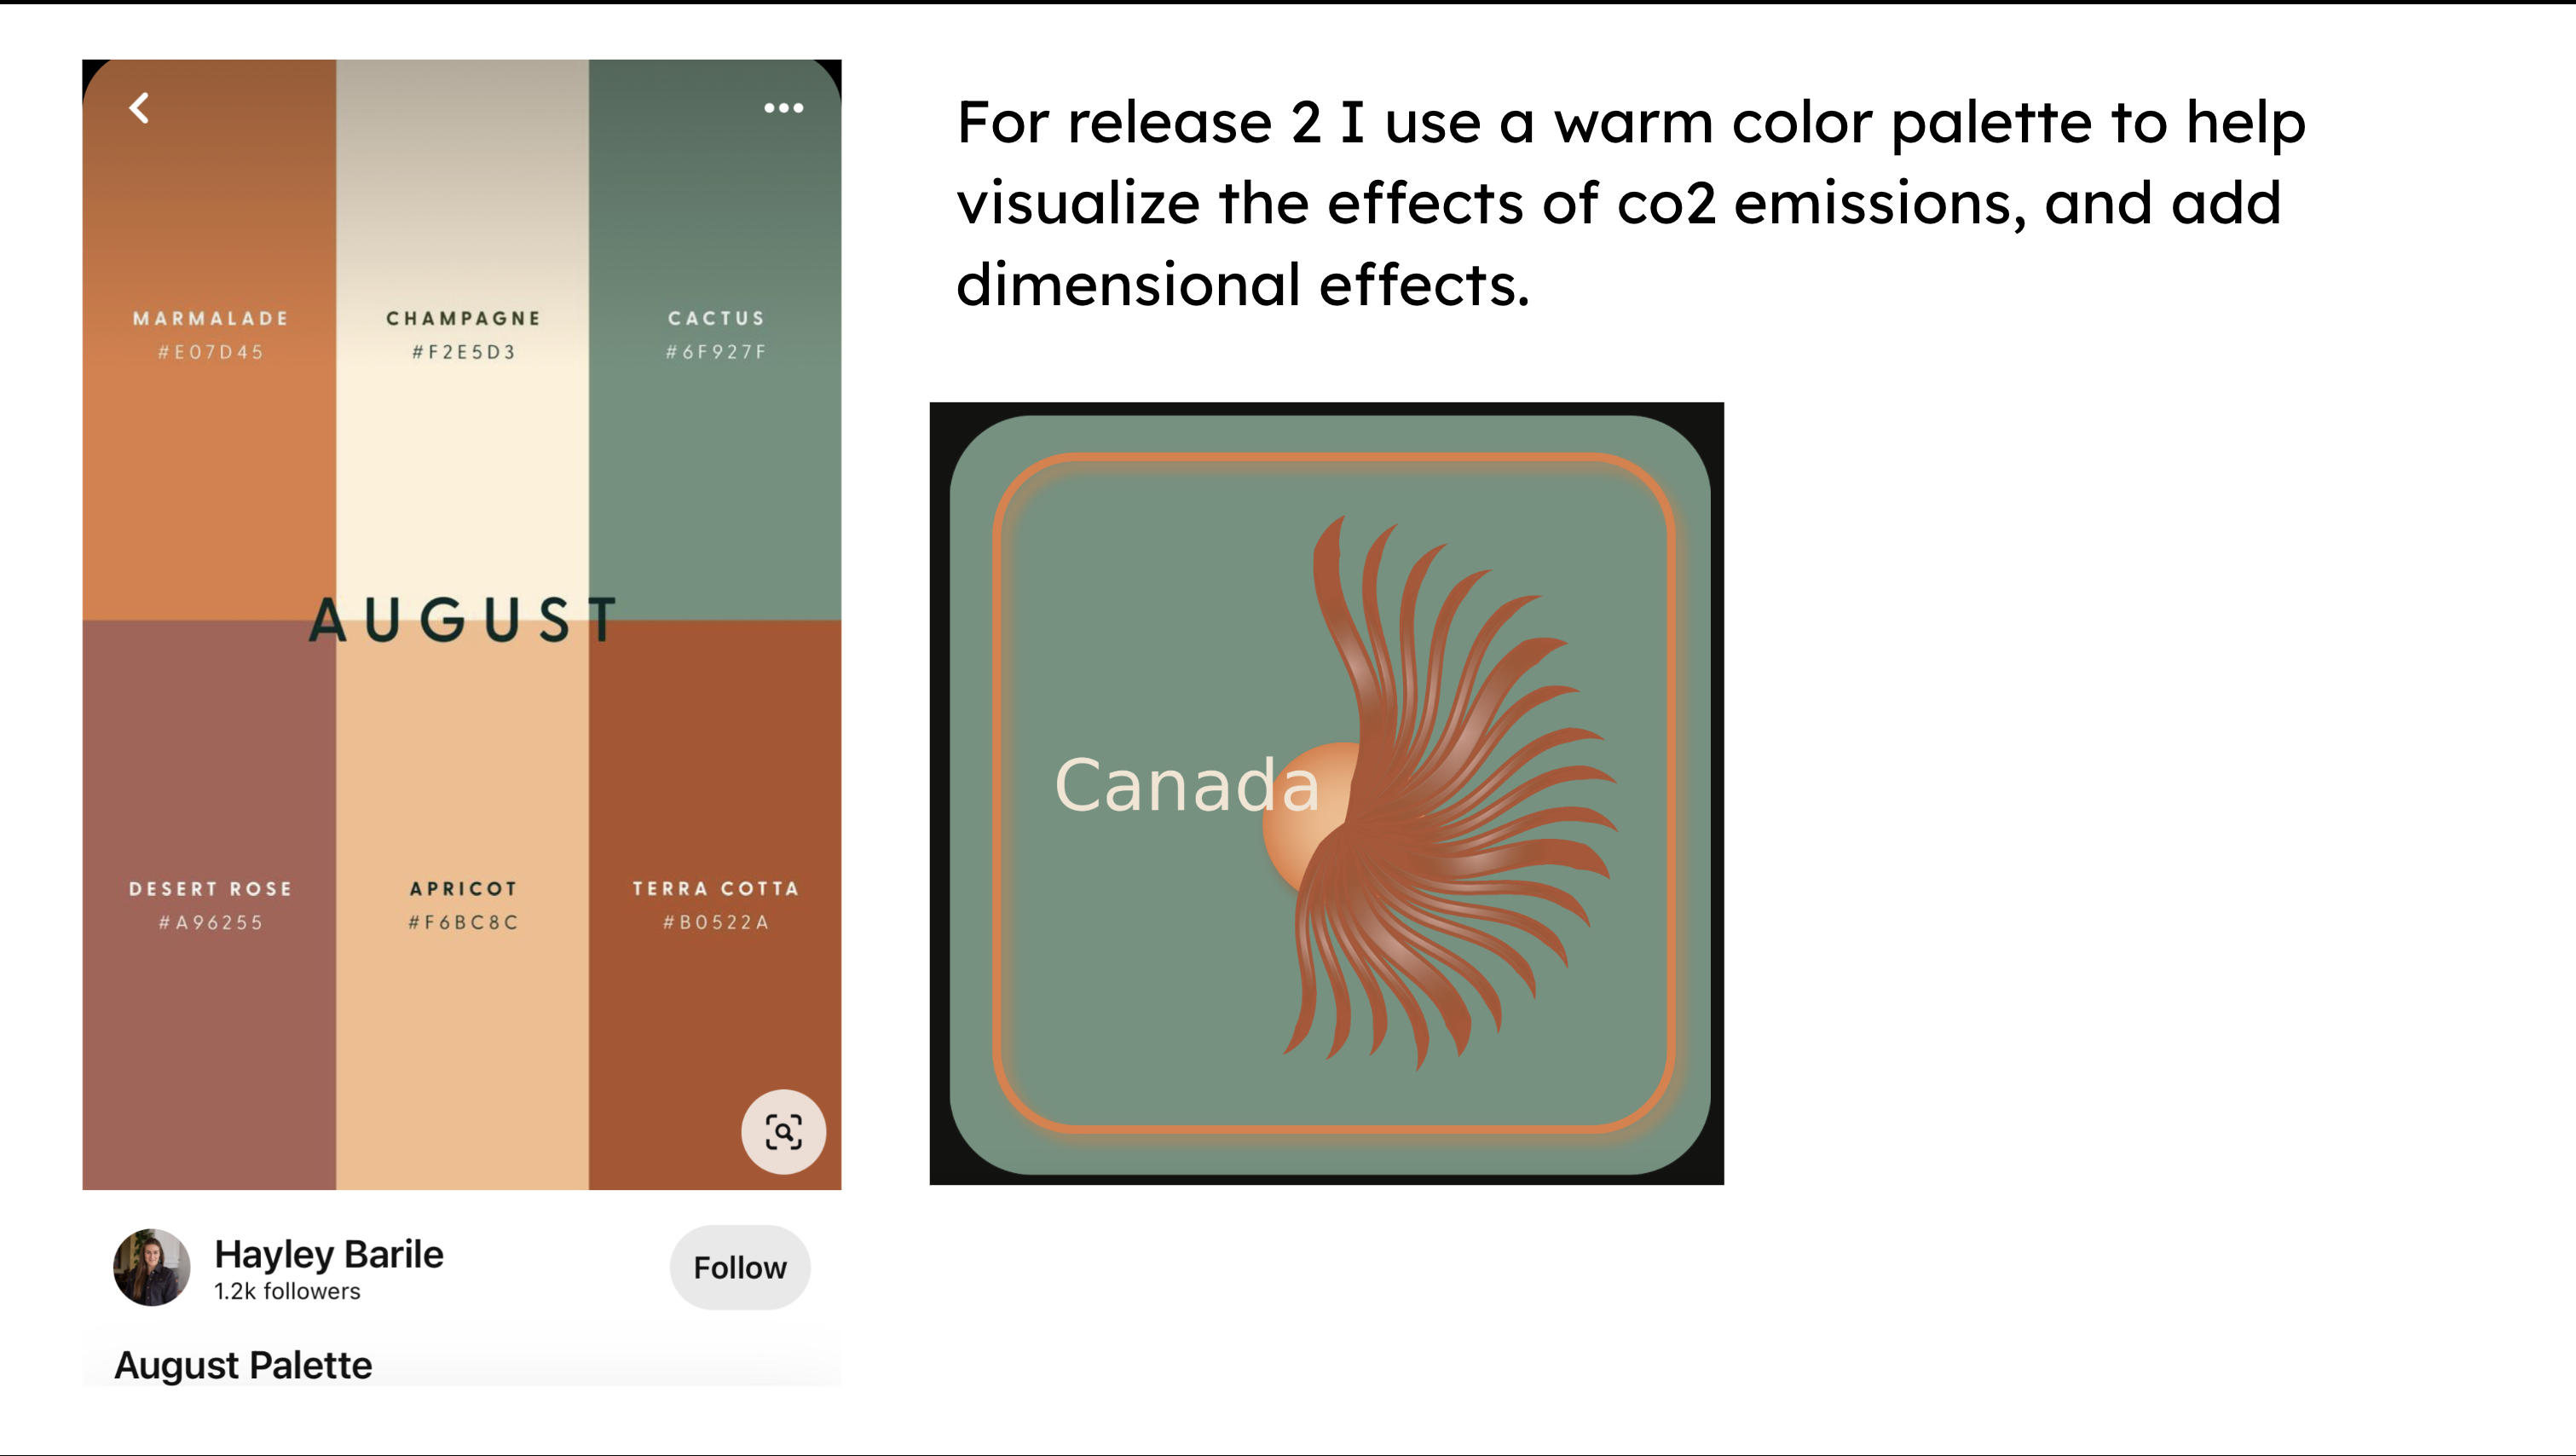 For release 2 I use a warm color palette to help
visualize the effects of co2 emissions, and add
dimensional effects.
MARMALADE
#E07D45
CHAMPAGNE
#F2E5D3
CACTUS
#6F927F
AUGUST
DESERT ROSE
#A96255
APRICOT
#F6BC8C
TERRA COTTA
#B0522A
Hayley Barile
1.2k followers
Follow
August Palette
Canada